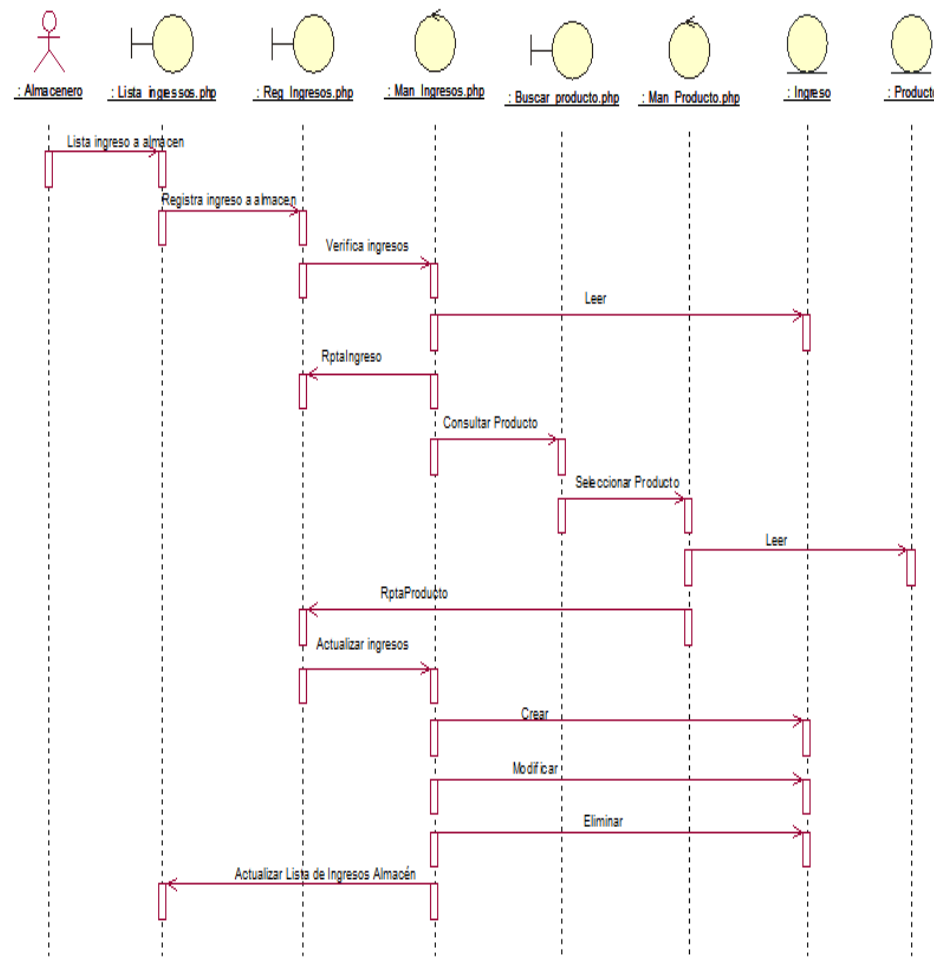 : Almacenero
: Lista_ingressos.php
: Reg_Ingresos.php
: Man_Ingresos.php
: Buscar_producto.php
: Man_Producto.php
: Ingreso
: Producto
Lista ingreso a almacen
Registra ingreso a almacen
Verifica ingresos
Leer
RptaIngreso
Consultar Producto
Seleccionar Producto
Leer
RptaProducto
Actualizar ingresos
Crear
Modificar
Eliminar
Actualizar Lista de Ingresos Almacén